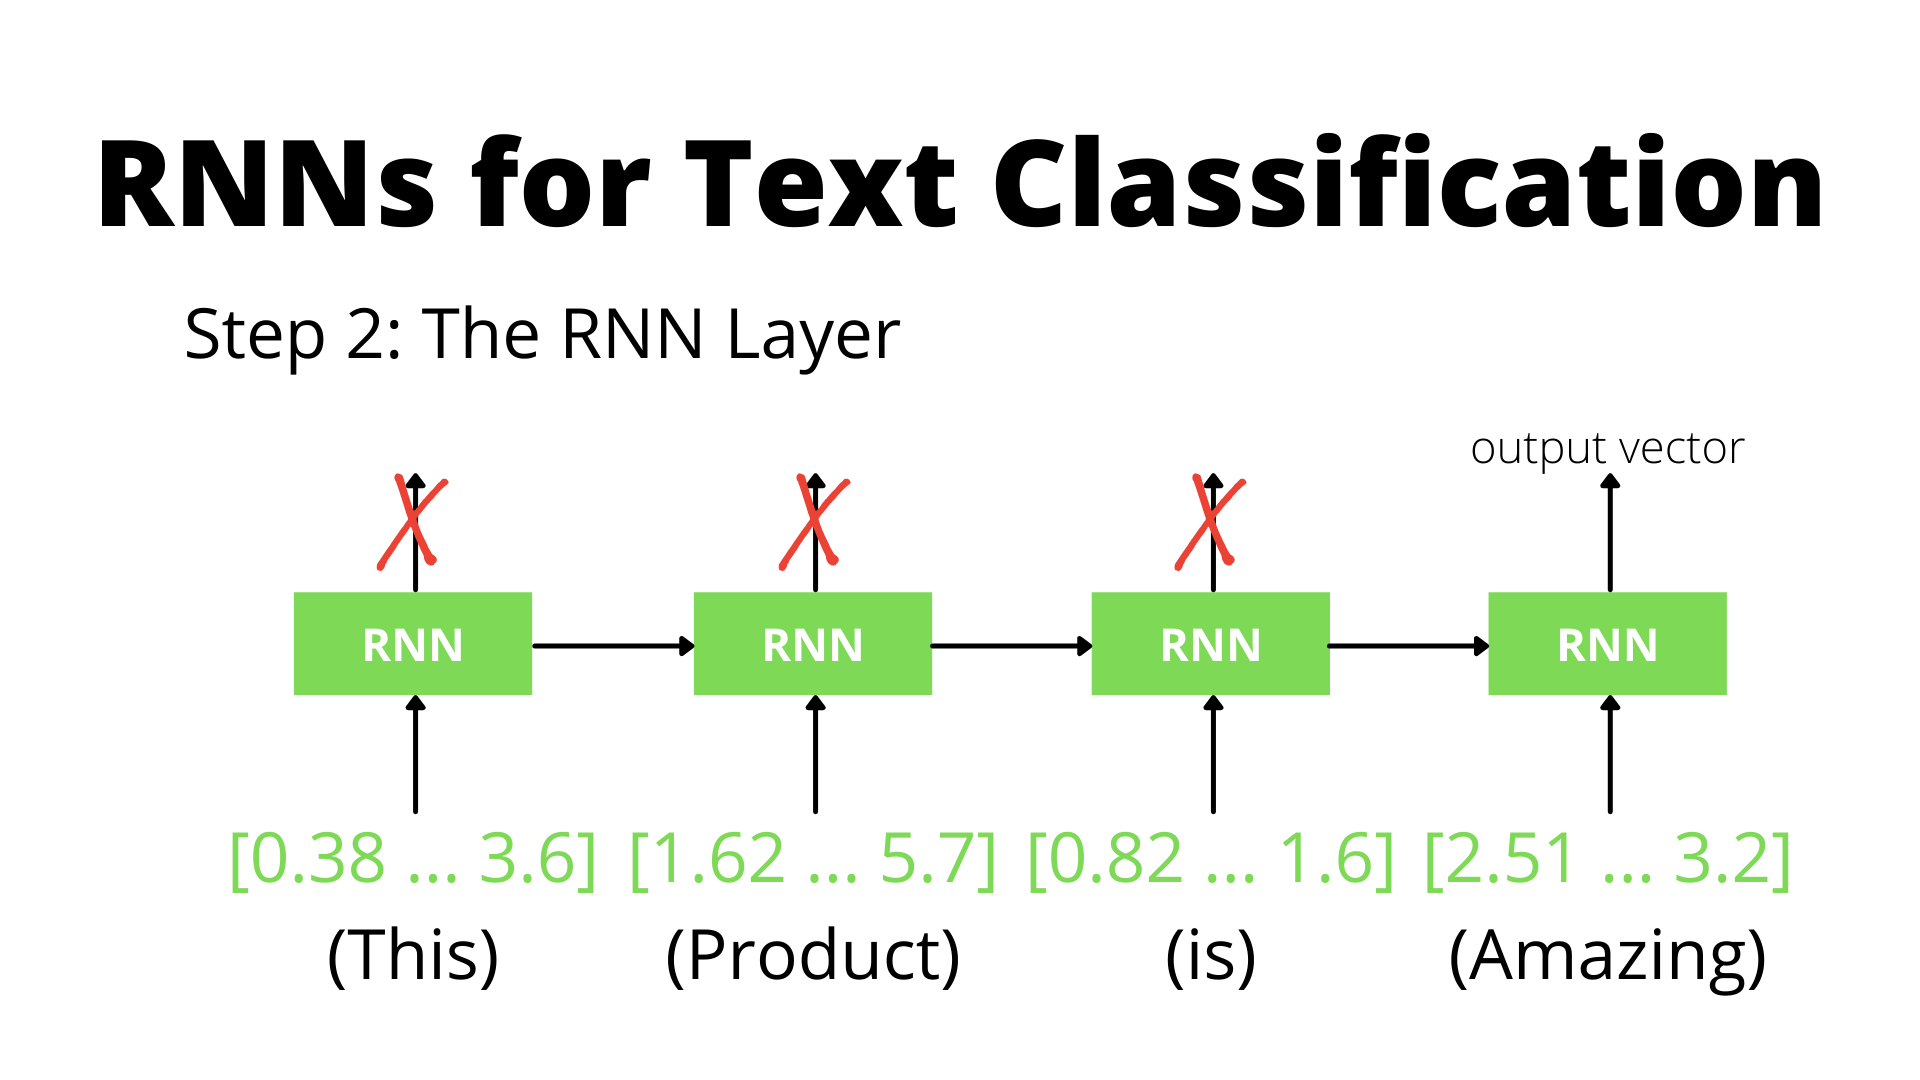 RNNs for Text Classification
Step 2: The RNN Layer
output vector
RNN RNN RNN RNN
[0.38 ... 3.6] [1.62 ... 5.7] [0.82 ... 1.6] [2.51 ... 3.2]
(This) (Product) (is) (Amazing)